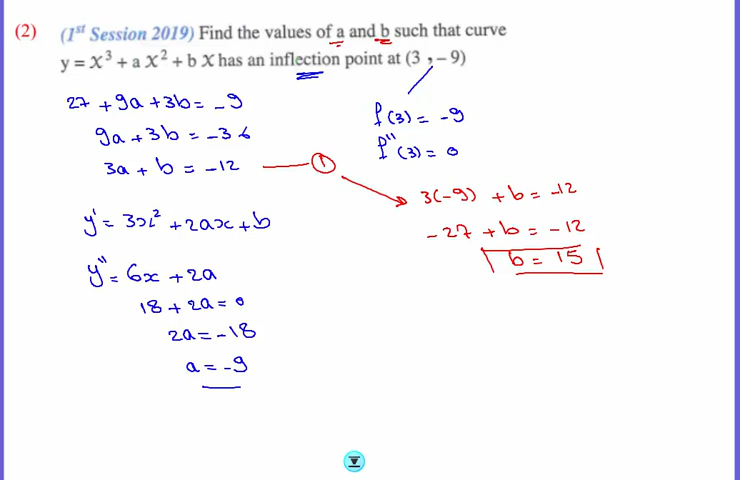 (2) (1st Session 2019) Find the values of a and b such that curve
y = X³ + a X² + b X has an inflection point at (3 , – 9)
27 + 9a + 3b = -9
9a + 3b = -36
3a + b = -12 ①
y' = 3x² + 2ax + b
y'' = 6x + 2a
18 + 2a = 0
2a = -18
a = -9
f(3) = -9
f''(3) = 0
3(-9) + b = -12
-27 + b = -12
b = 15